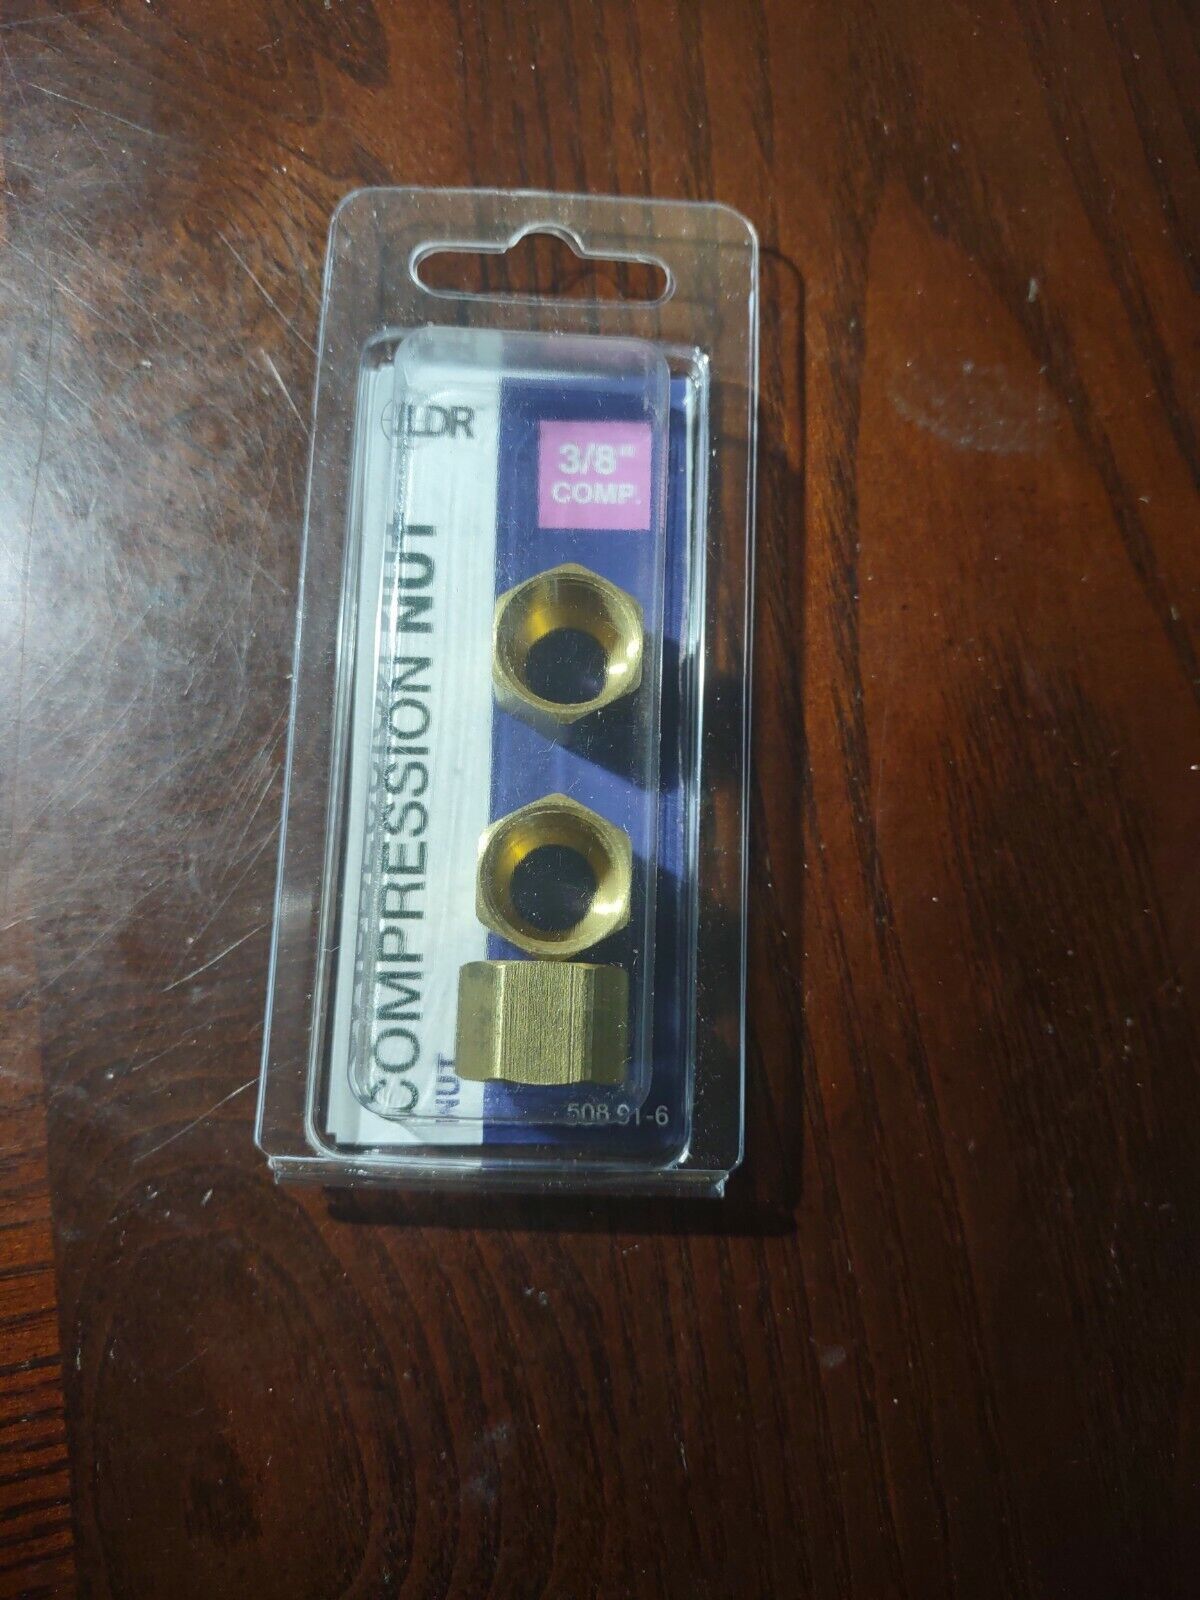 LDR
3/8"
COMP.
COMPRESSION NUT
NUT
508 91-6